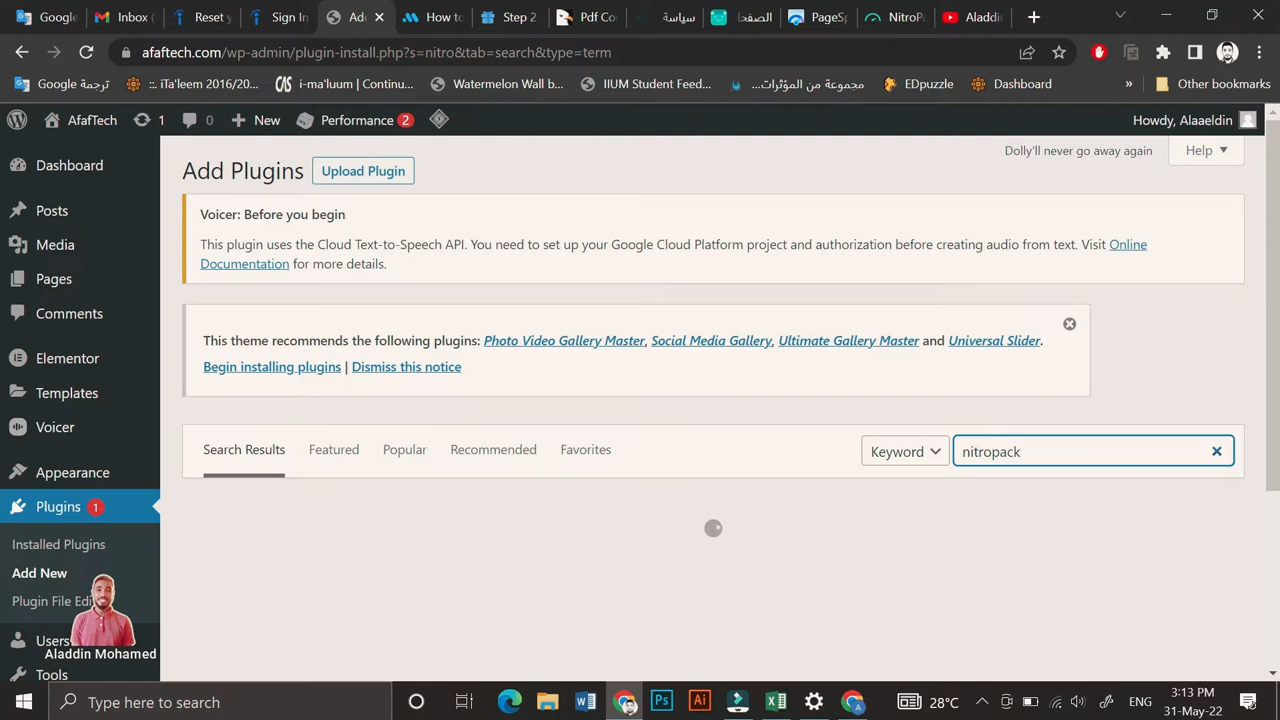 Google
Inbox (
Reset y
Sign In
Ad
How to
Step 2
Pdf Co
سياسة
الصفحا
PageSp
NitroPa
Aladdin
afaftech.com/wp-admin/plugin-install.php?s=nitro&tab=search&type=term
ترجمة Google
.:: iTa'leem 2016/20...
i-ma'luum | Continu...
Watermelon Wall b...
IIUM Student Feed...
مجموعة من المؤثرات...
EDpuzzle
Dashboard
»
Other bookmarks
AfafTech
1
0
New
Performance 2
Howdy, Alaaeldin
Dashboard
Posts
Media
Pages
Comments
Elementor
Templates
Voicer
Appearance
Plugins 1
Installed Plugins
Add New
Plugin File Edi
Users
Tools
Aladdin Mohamed
Dolly'll never go away again
Help
Add Plugins
Upload Plugin
Voicer: Before you begin
This plugin uses the Cloud Text-to-Speech API. You need to set up your Google Cloud Platform project and authorization before creating audio from text. Visit Online
Documentation for more details.
This theme recommends the following plugins: Photo Video Gallery Master, Social Media Gallery, Ultimate Gallery Master and Universal Slider.
Begin installing plugins | Dismiss this notice
Search Results
Featured
Popular
Recommended
Favorites
Keyword
nitropack
Type here to search
28°C
ENG
3:13 PM
31-May-22